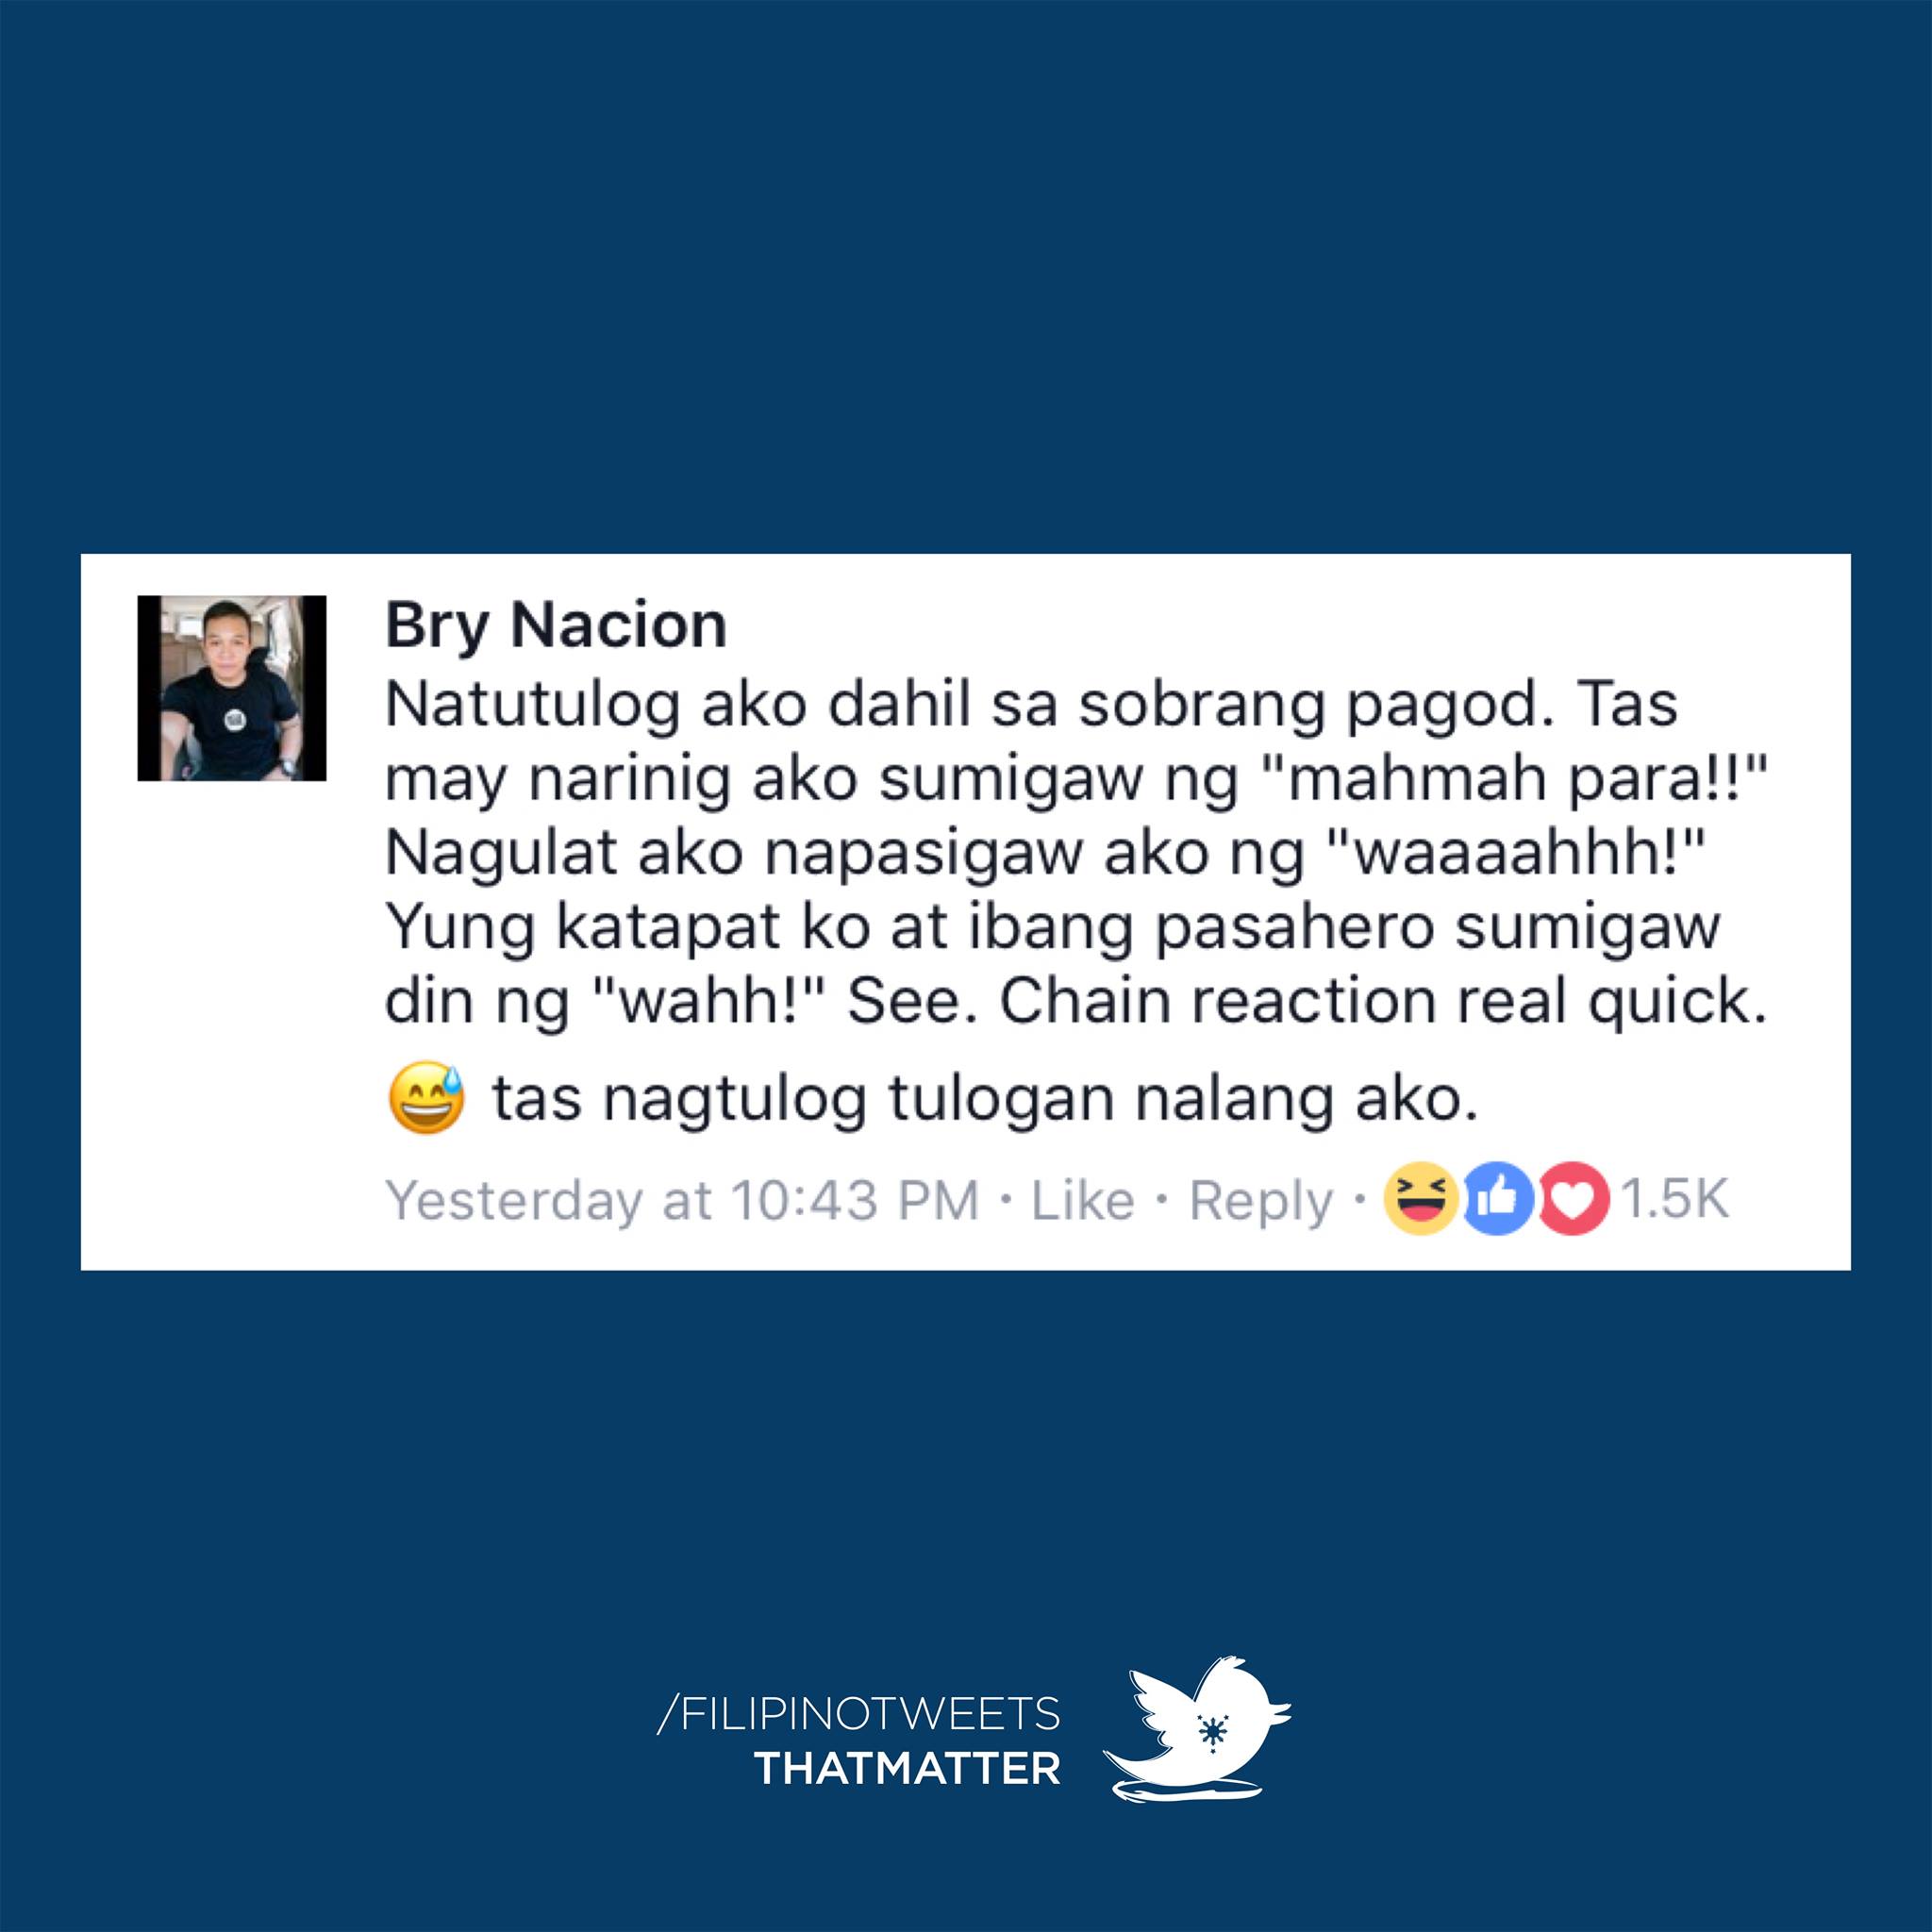 Bry Nacion
Natutulog ako dahil sa sobrang pagod. Tas
may narinig ako sumigaw ng "mahmah para!!"
Nagulat ako napasigaw ako ng "waaaahhh!"
Yung katapat ko at ibang pasahero sumigaw
din ng "wahh!" See. Chain reaction real quick.
😅 tas nagtulog tulogan nalang ako.
Yesterday at 10:43 PM • Like • Reply • 1.5K
/FILIPINOTWEETS
THATMATTER